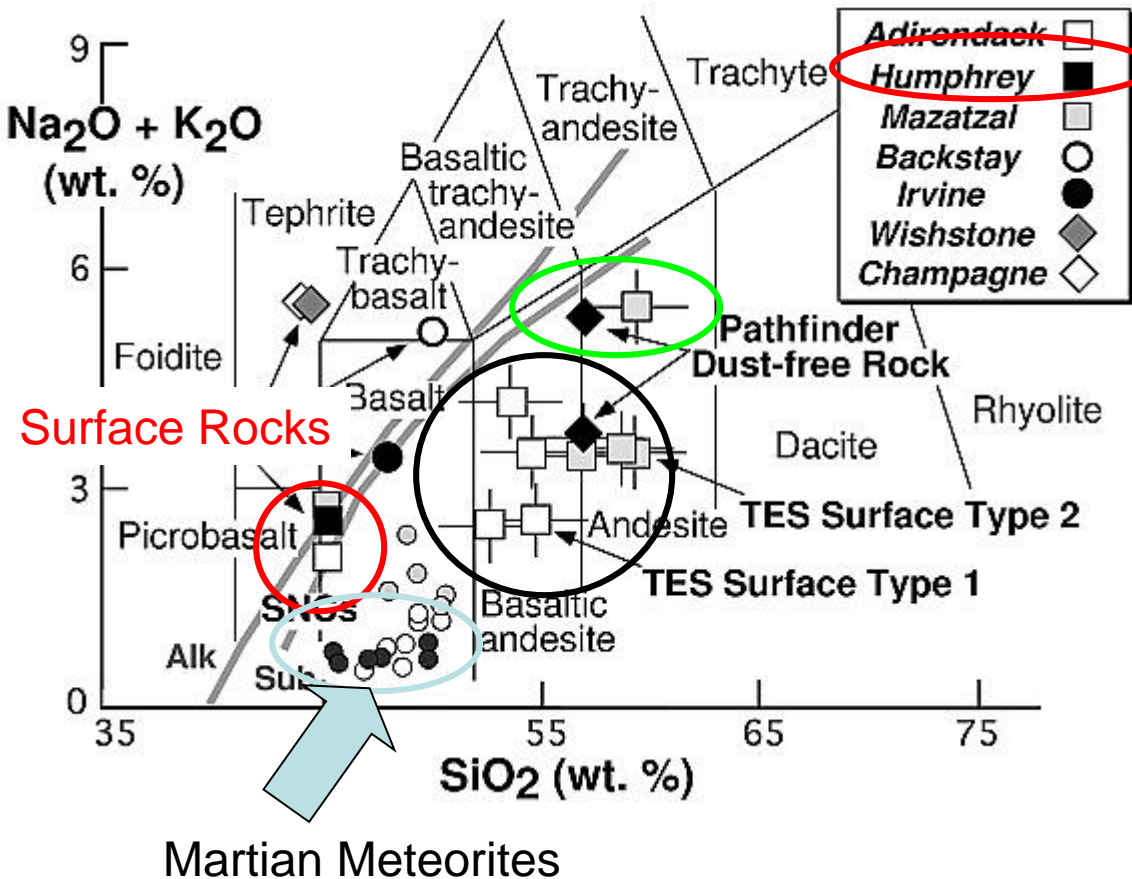 9
Na2O + K2O
(wt. %)
6
3
0
35
55
65
75
SiO2 (wt. %)
Adirondack
Humphrey
Mazatzal
Backstay
Irvine
Wishstone
Champagne
Trachyte
Trachy-
andesite
Basaltic
trachy-
andesite
Tephrite
Trachy-
basalt
Foidite
Basalt
Surface Rocks
Pathfinder
Dust-free Rock
Rhyolite
Dacite
Picrobasalt
Andesite
TES Surface Type 2
TES Surface Type 1
SNCs
Basaltic
andesite
Alk
Sub.
Martian Meteorites